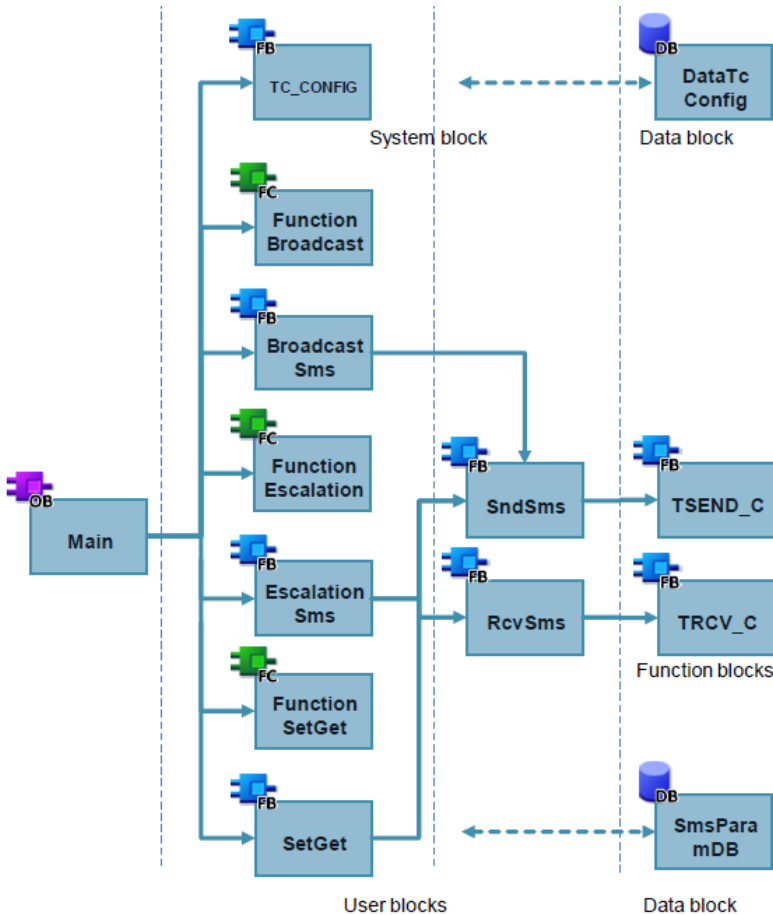 FB
TC_CONFIG
DB
DataTc
Config
System block
Data block
FC
Function
Broadcast
FB
Broadcast
Sms
FC
Function
Escalation
OB
Main
FB
SndSms
FB
TSEND_C
FB
Escalation
Sms
FB
RcvSms
FB
TRCV_C
Function blocks
FC
Function
SetGet
FB
SetGet
DB
SmsPara
mDB
User blocks
Data block